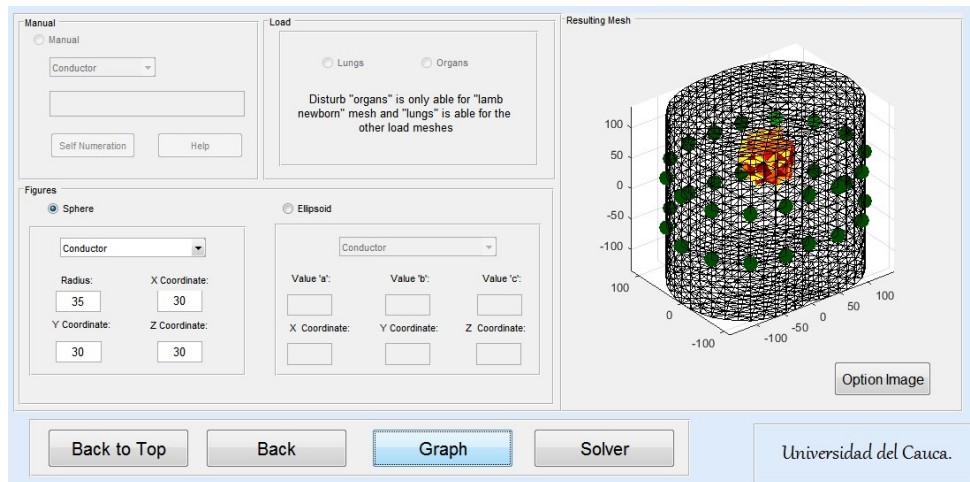 Manual
Manual
Conductor
Self Numeration
Help
Load
Lungs
Organs
Disturb "organs" is only able for "lamb
newborn" mesh and "lungs" is able for the
other load meshes
Figures
Sphere
Conductor
Radius:
X Coordinate:
35
30
Y Coordinate:
Z Coordinate:
30
30
Ellipsoid
Conductor
Value 'a':
Value 'b':
Value 'c':
X Coordinate:
Y Coordinate:
Z Coordinate:
Resulting Mesh
100
50
0
-50
-100
100
0
-100
-100
-50
0
50
100
Option Image
Back to Top
Back
Graph
Solver
Universidad del Cauca.